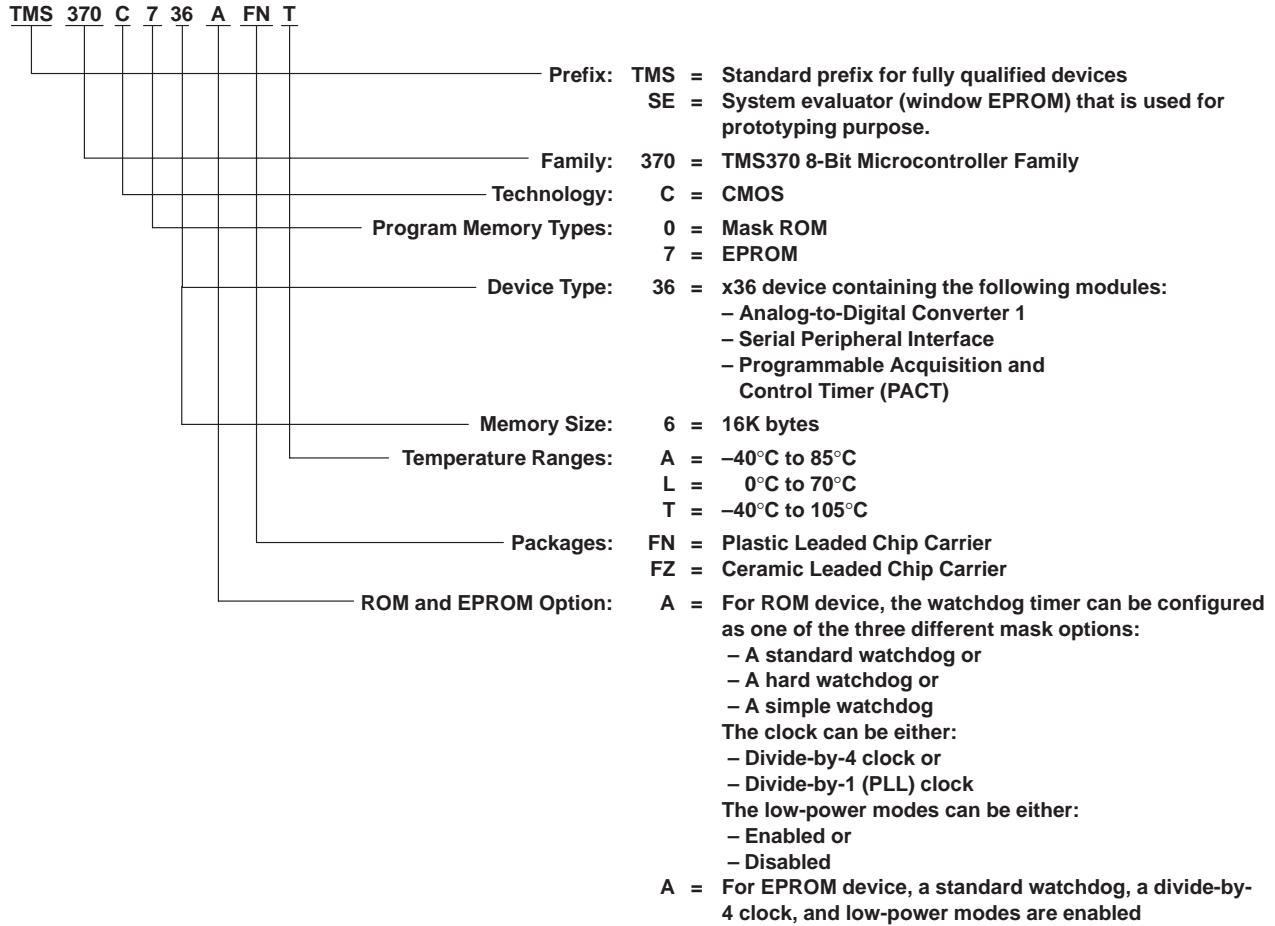 TMS 370 C 7 36 A FN T
Prefix: TMS = Standard prefix for fully qualified devices
SE = System evaluator (window EPROM) that is used for
prototyping purpose.
Family: 370 = TMS370 8-Bit Microcontroller Family
Technology: C = CMOS
Program Memory Types: 0 = Mask ROM
7 = EPROM
Device Type: 36 = x36 device containing the following modules:
– Analog-to-Digital Converter 1
– Serial Peripheral Interface
– Programmable Acquisition and
Control Timer (PACT)
Memory Size: 6 = 16K bytes
Temperature Ranges: A = –40°C to 85°C
L = 0°C to 70°C
T = –40°C to 105°C
Packages: FN = Plastic Leaded Chip Carrier
FZ = Ceramic Leaded Chip Carrier
ROM and EPROM Option: A = For ROM device, the watchdog timer can be configured
as one of the three different mask options:
– A standard watchdog or
– A hard watchdog or
– A simple watchdog
The clock can be either:
– Divide-by-4 clock or
– Divide-by-1 (PLL) clock
The low-power modes can be either:
– Enabled or
– Disabled
A = For EPROM device, a standard watchdog, a divide-by-
4 clock, and low-power modes are enabled